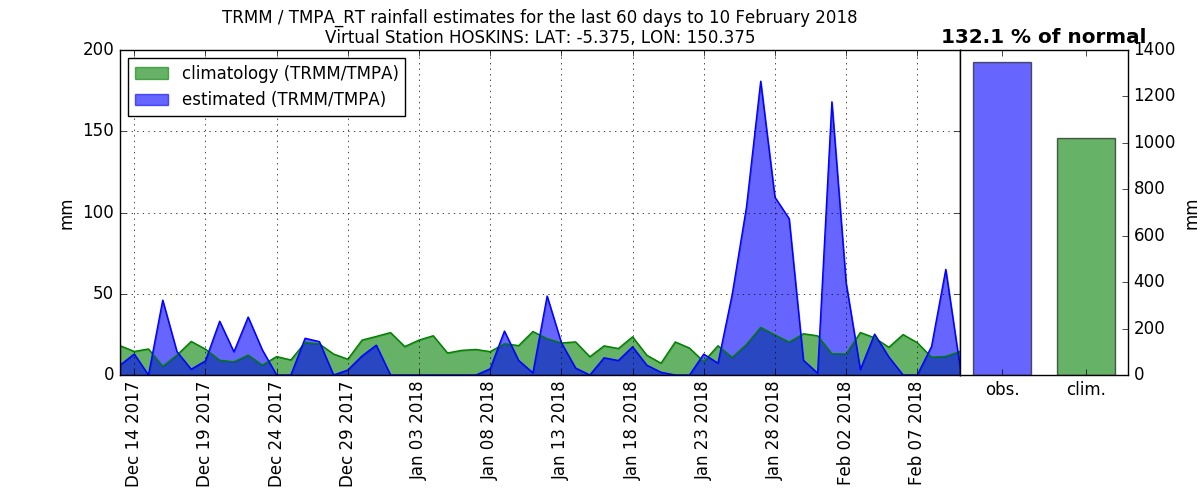 TRMM / TMPA_RT rainfall estimates for the last 60 days to 10 February 2018
Virtual Station HOSKINS: LAT: -5.375, LON: 150.375
132.1 % of normal
climatology (TRMM/TMPA)
estimated (TRMM/TMPA)
mm
200
150
100
50
0
Dec 14 2017
Dec 19 2017
Dec 24 2017
Dec 29 2017
Jan 03 2018
Jan 08 2018
Jan 13 2018
Jan 18 2018
Jan 23 2018
Jan 28 2018
Feb 02 2018
Feb 07 2018
obs.
clim.
1400
1200
1000
800
600
400
200
0
mm